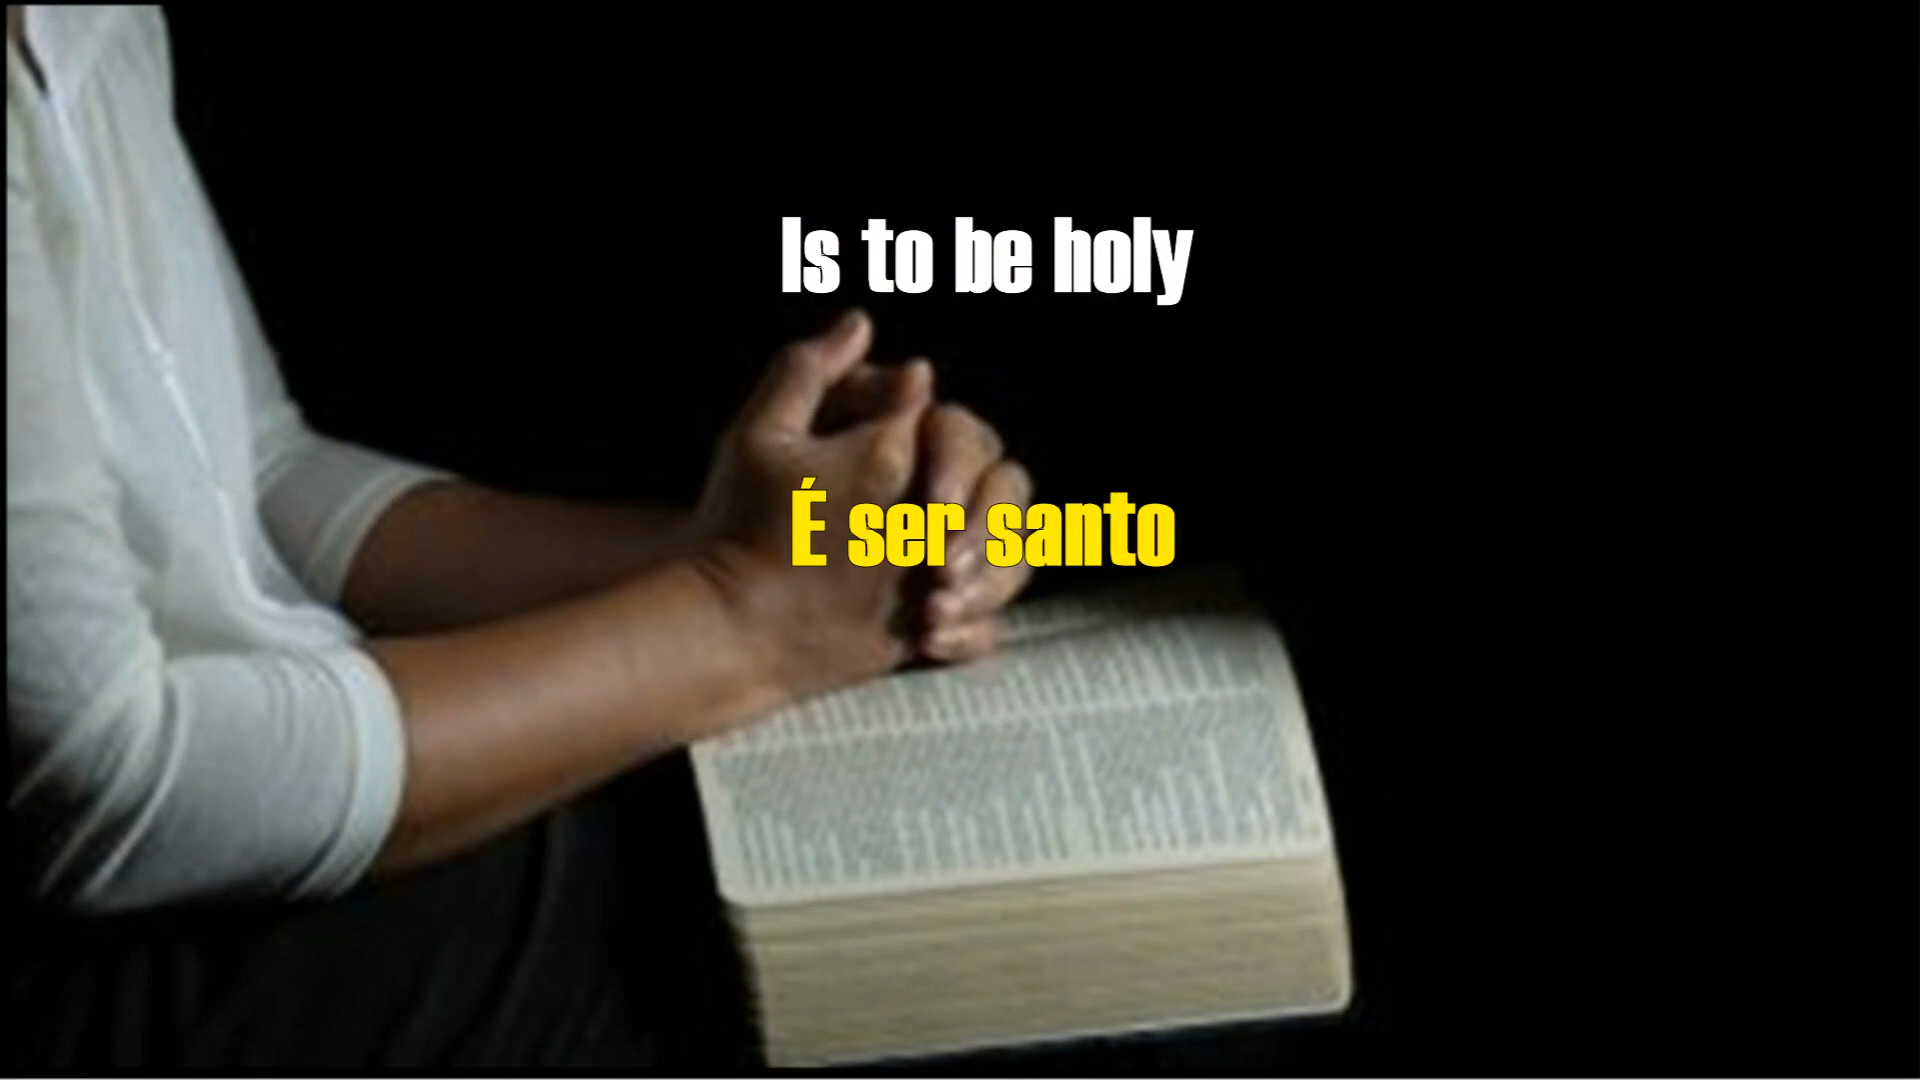 Is to be holy
É ser santo